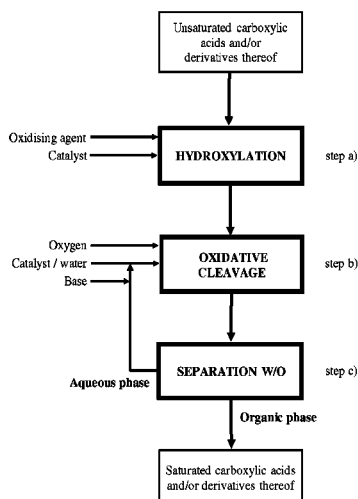 Unsaturated carboxylic
acids and/or
derivatives thereof
Oxidising agent
Catalyst
HYDROXYLATION
step a)
Oxygen
Catalyst / water
Base
OXIDATIVE
CLEAVAGE
step b)
Aqueous phase
SEPARATION W/O
step c)
Organic phase
Saturated carboxylic acids
and/or derivatives thereof